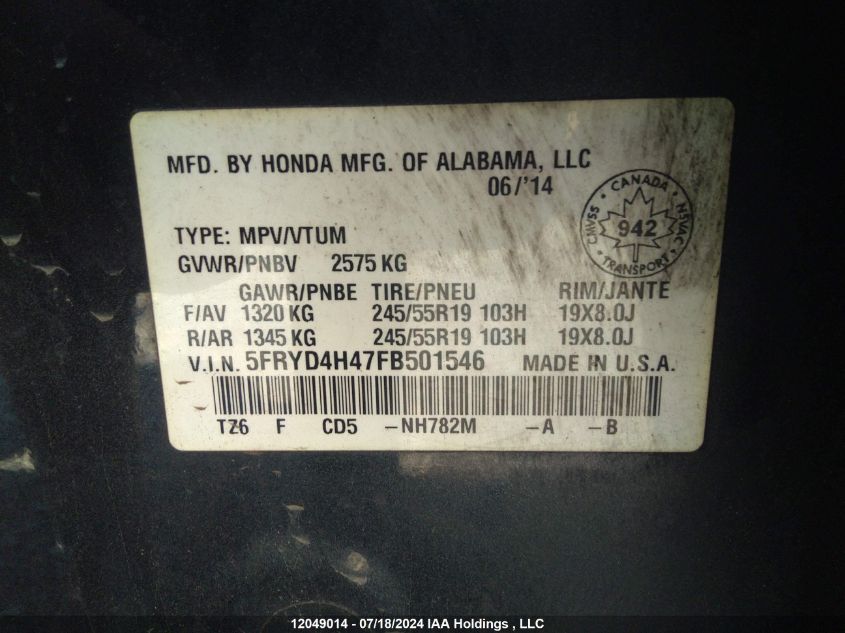 MFD. BY HONDA MFG. OF ALABAMA, LLC
06/'14
CANADA
CMVSS 942 NSVAC
TRANSPORT
TYPE: MPV/VTUM
GVWR/PNBV 2575 KG
GAWR/PNBE TIRE/PNEU RIM/JANTE
F/AV 1320 KG 245/55R19 103H 19X8.0J
R/AR 1345 KG 245/55R19 103H 19X8.0J
V.I.N. 5FRYD4H47FB501546 MADE IN U.S.A.
TZ6 F CD5 -NH782M -A -B
12049014 - 07/18/2024 IAA Holdings , LLC